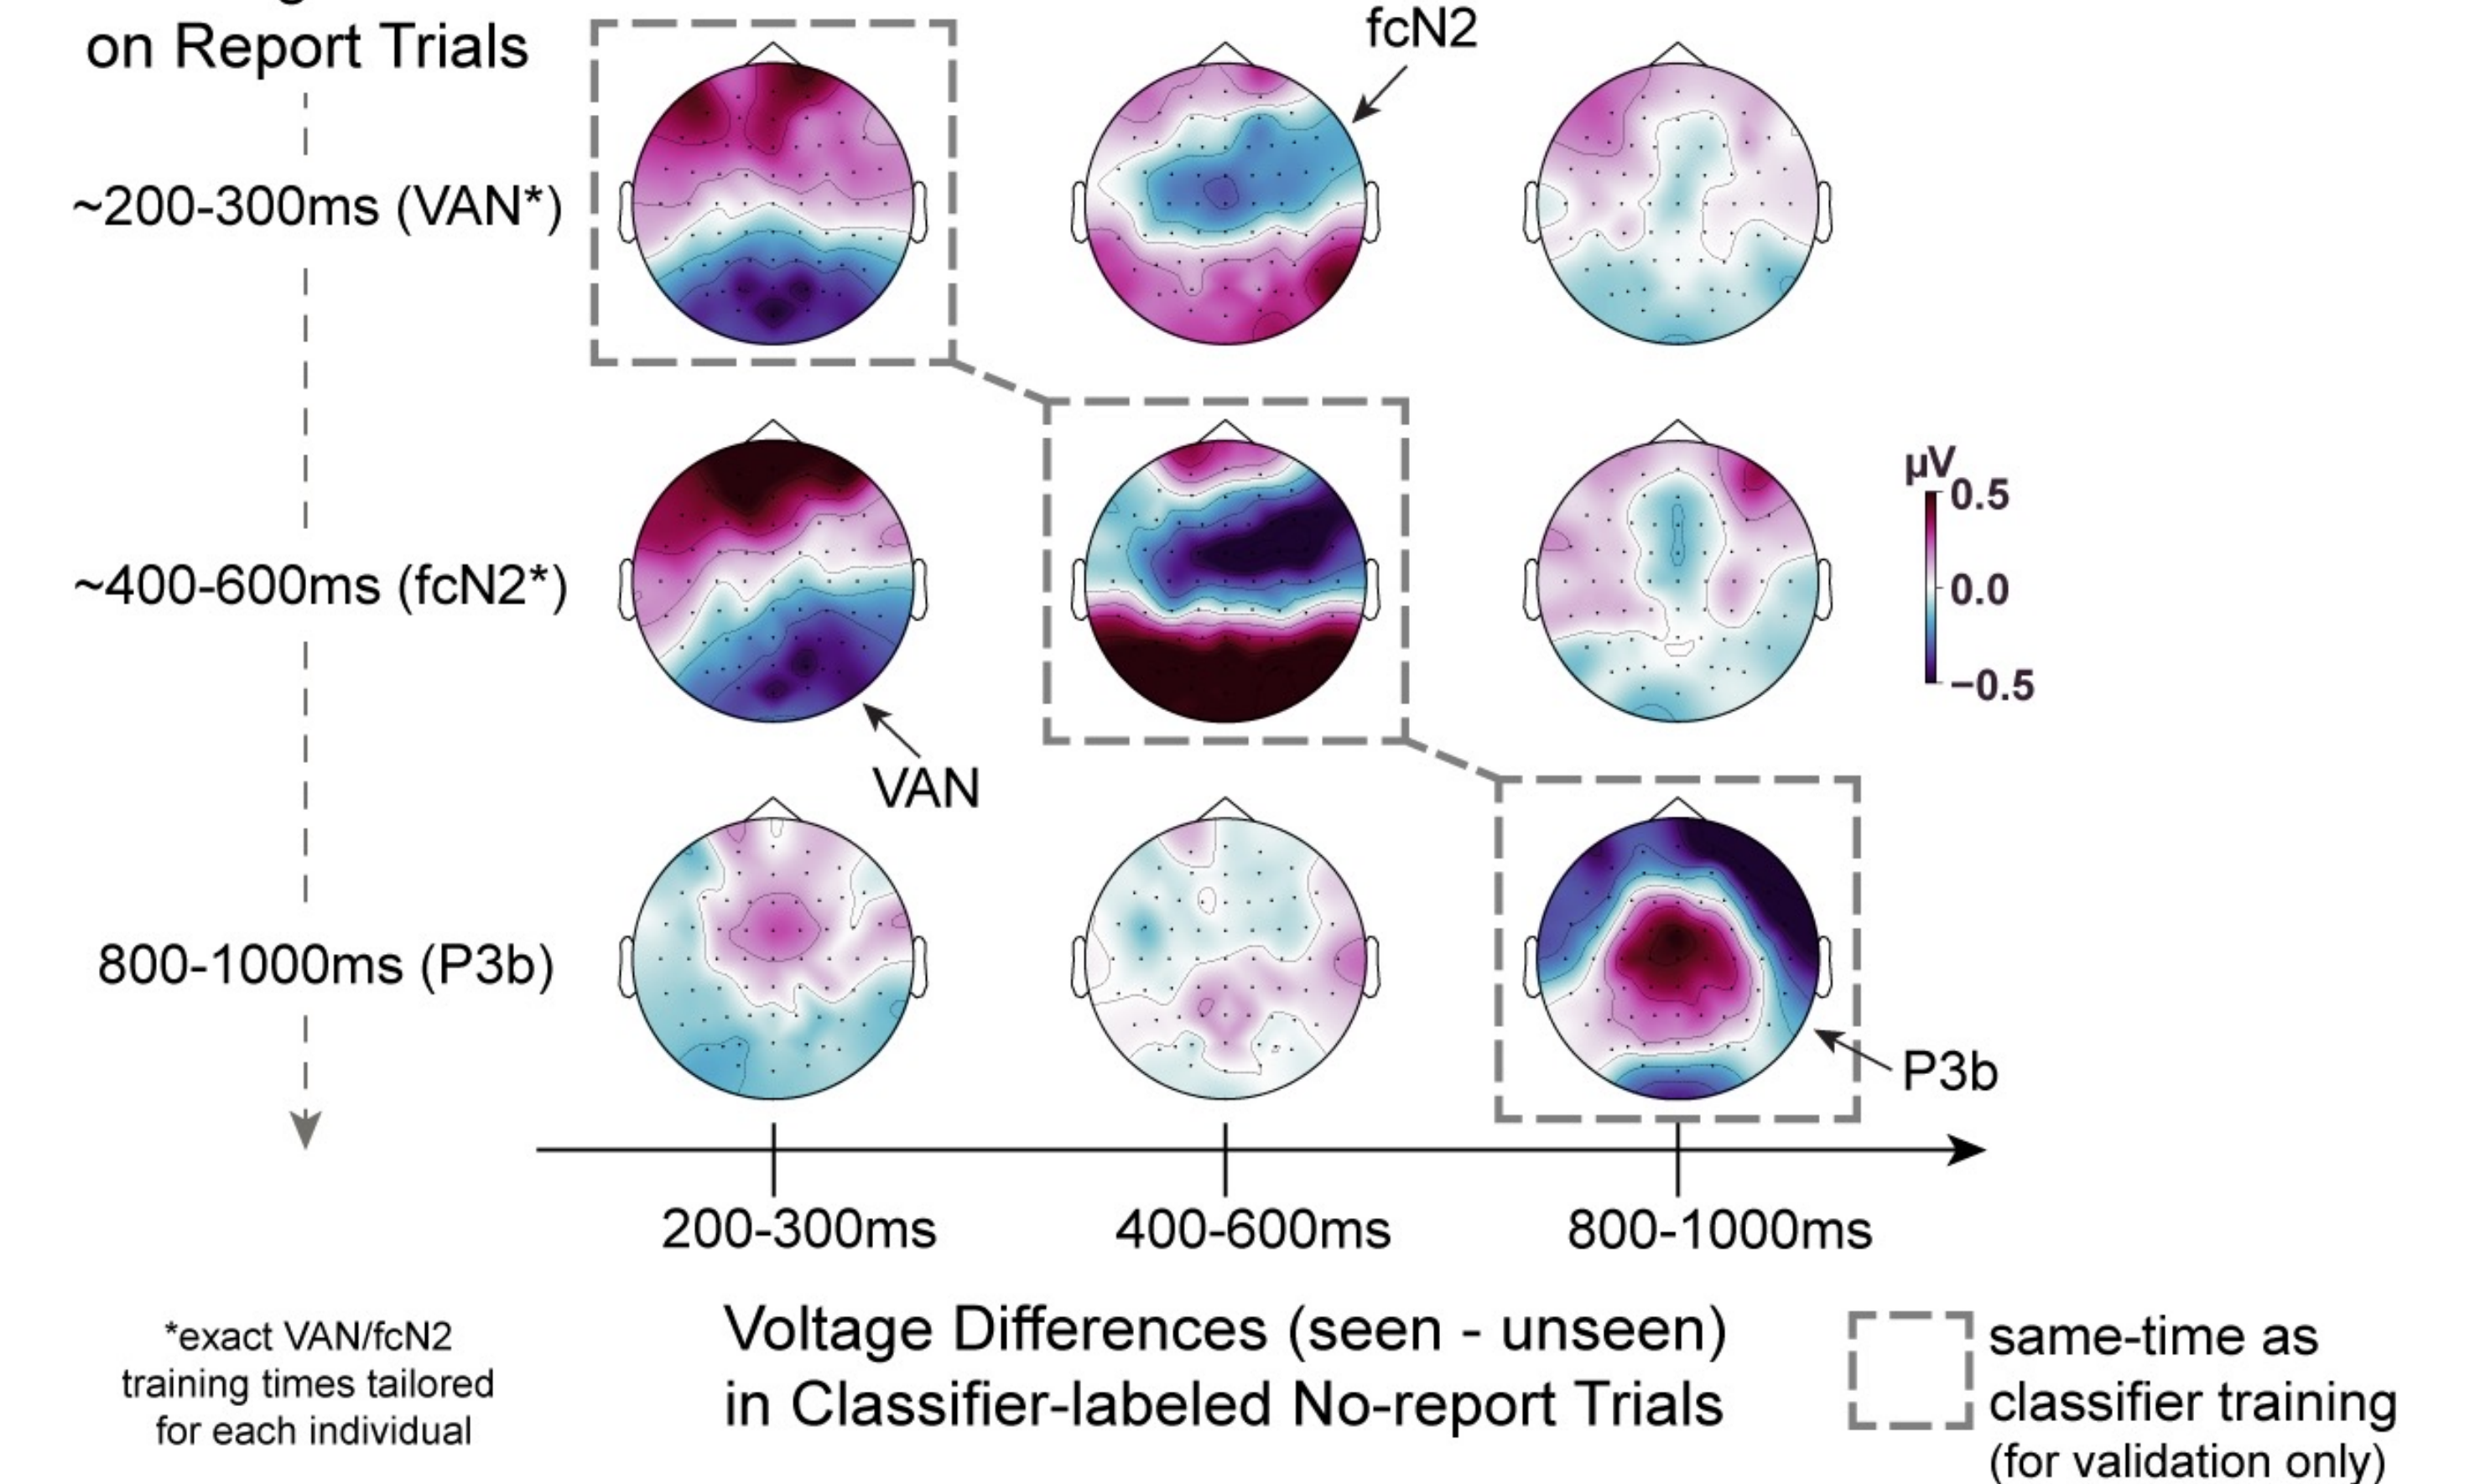 on Report Trials
fcN2
~200-300ms (VAN*)
~400-600ms (fcN2*)
µV
0.5
0.0
−0.5
VAN
800-1000ms (P3b)
P3b
200-300ms
400-600ms
800-1000ms
*exact VAN/fcN2
training times tailored
for each individual
Voltage Differences (seen - unseen)
in Classifier-labeled No-report Trials
same-time as
classifier training
(for validation only)